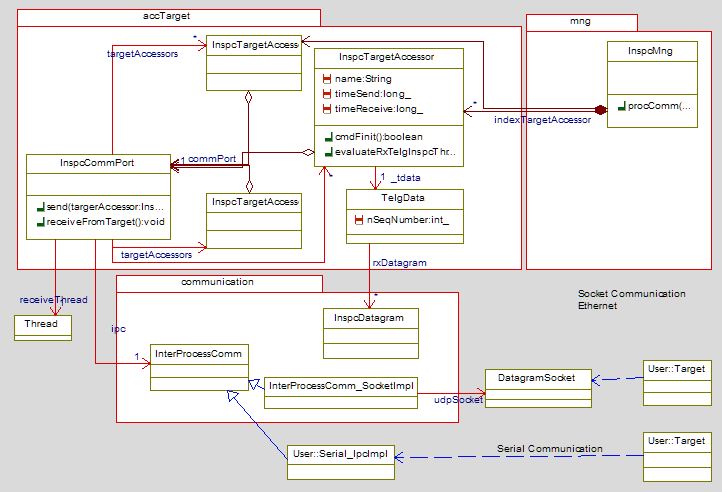 accTarget
mng
*
targetAccessors
InspcTargetAccess
InspcTargetAccessor
name:String
timeSend:long_
timeReceive:long_
cmdFinit():boolean
evaluateRxTelgInspcThr...
InspcMng
procComm(...
*
indexTargetAccessor
1
commPort
InspcCommPort
send(targerAccessor:Ins...
receiveFromTarget():void
*
1
_tdata
InspcTargetAccess
TelgData
nSeqNumber:int_
*
targetAccessors
rxDatagram
communication
*
receiveThread
1
Thread
ipc
1
InspcDatagram
Socket Communication
Ethernet
InterProcessComm
InterProcessComm_SocketImpl
udpSocket
DatagramSocket
User::Target
User::Serial_IpcImpl
Serial Communication
User::Target